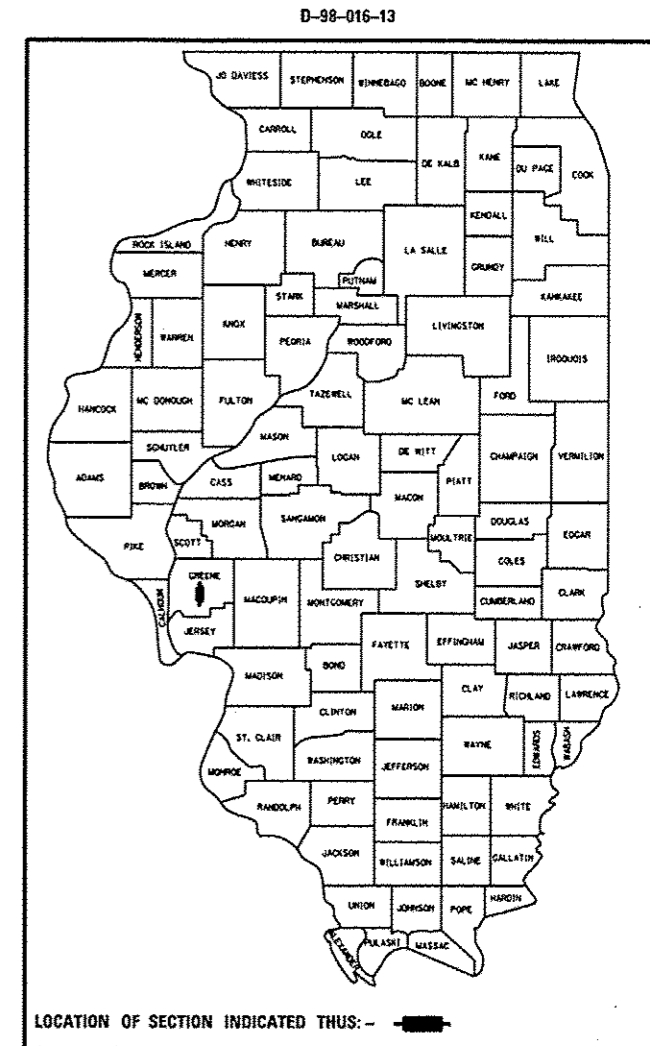 D-98-016-13
JO DAVIESS
STEPHENSON
WINNEBAGO
BOONE
MC HENRY
LAKE
CARROLL
OGLE
DE KALB
KANE
DU PAGE
COOK
WHITESIDE
LEE
KENDALL
WILL
ROCK ISLAND
HENRY
BUREAU
LA SALLE
GRUNDY
MERCER
PUTNAM
STARK
MARSHALL
KANKAKEE
HENDERSON
WARREN
KNOX
PEORIA
WOODFORD
LIVINGSTON
IROQUOIS
HANCOCK
MC DONOUGH
FULTON
TAZEWELL
MC LEAN
FORD
MASON
SCHUYLER
LOGAN
DE WITT
CHAMPAIGN
VERMILION
ADAMS
BROWN
CASS
MENARD
PIATT
MACON
PIKE
SCOTT
MORGAN
SANGAMON
DOUGLAS
MOULTRIE
EDGAR
CHRISTIAN
COLES
CALHOUN
GREENE
MACOUPIN
MONTGOMERY
SHELBY
CUMBERLAND
CLARK
JERSEY
FAYETTE
EFFINGHAM
JASPER
CRAWFORD
MADISON
BOND
CLAY
RICHLAND
LAWRENCE
CLINTON
MARION
ST. CLAIR
WAYNE
EDWARDS
WABASH
WASHINGTON
JEFFERSON
MONROE
RANDOLPH
PERRY
HAMILTON
WHITE
FRANKLIN
JACKSON
WILLIAMSON
SALINE
GALLATIN
UNION
JOHNSON
POPE
HARDIN
ALEXANDER
PULASKI
MASSAC
LOCATION OF SECTION INDICATED THUS: -